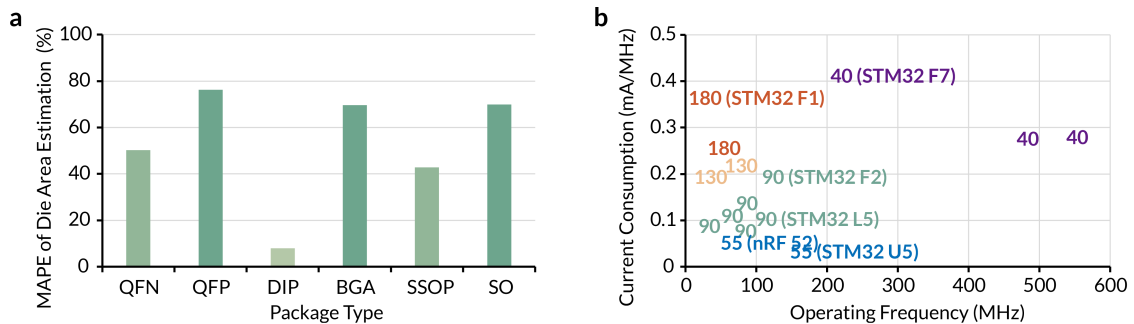 a
MAPE of Die Area Estimation (%)
100
80
60
40
20
0
QFN QFP DIP BGA SSOP SO
Package Type
b
Current Consumption (mA/MHz)
0.5
0.4
0.3
0.2
0.1
0
40 (STM32 F7)
180 (STM32 F1)
40 40
180
130
130
90 (STM32 F2)
90
90
90 (STM32 L5)
90
90
55 (nRF 52)
55 (STM32 U5)
0 100 200 300 400 500 600
Operating Frequency (MHz)